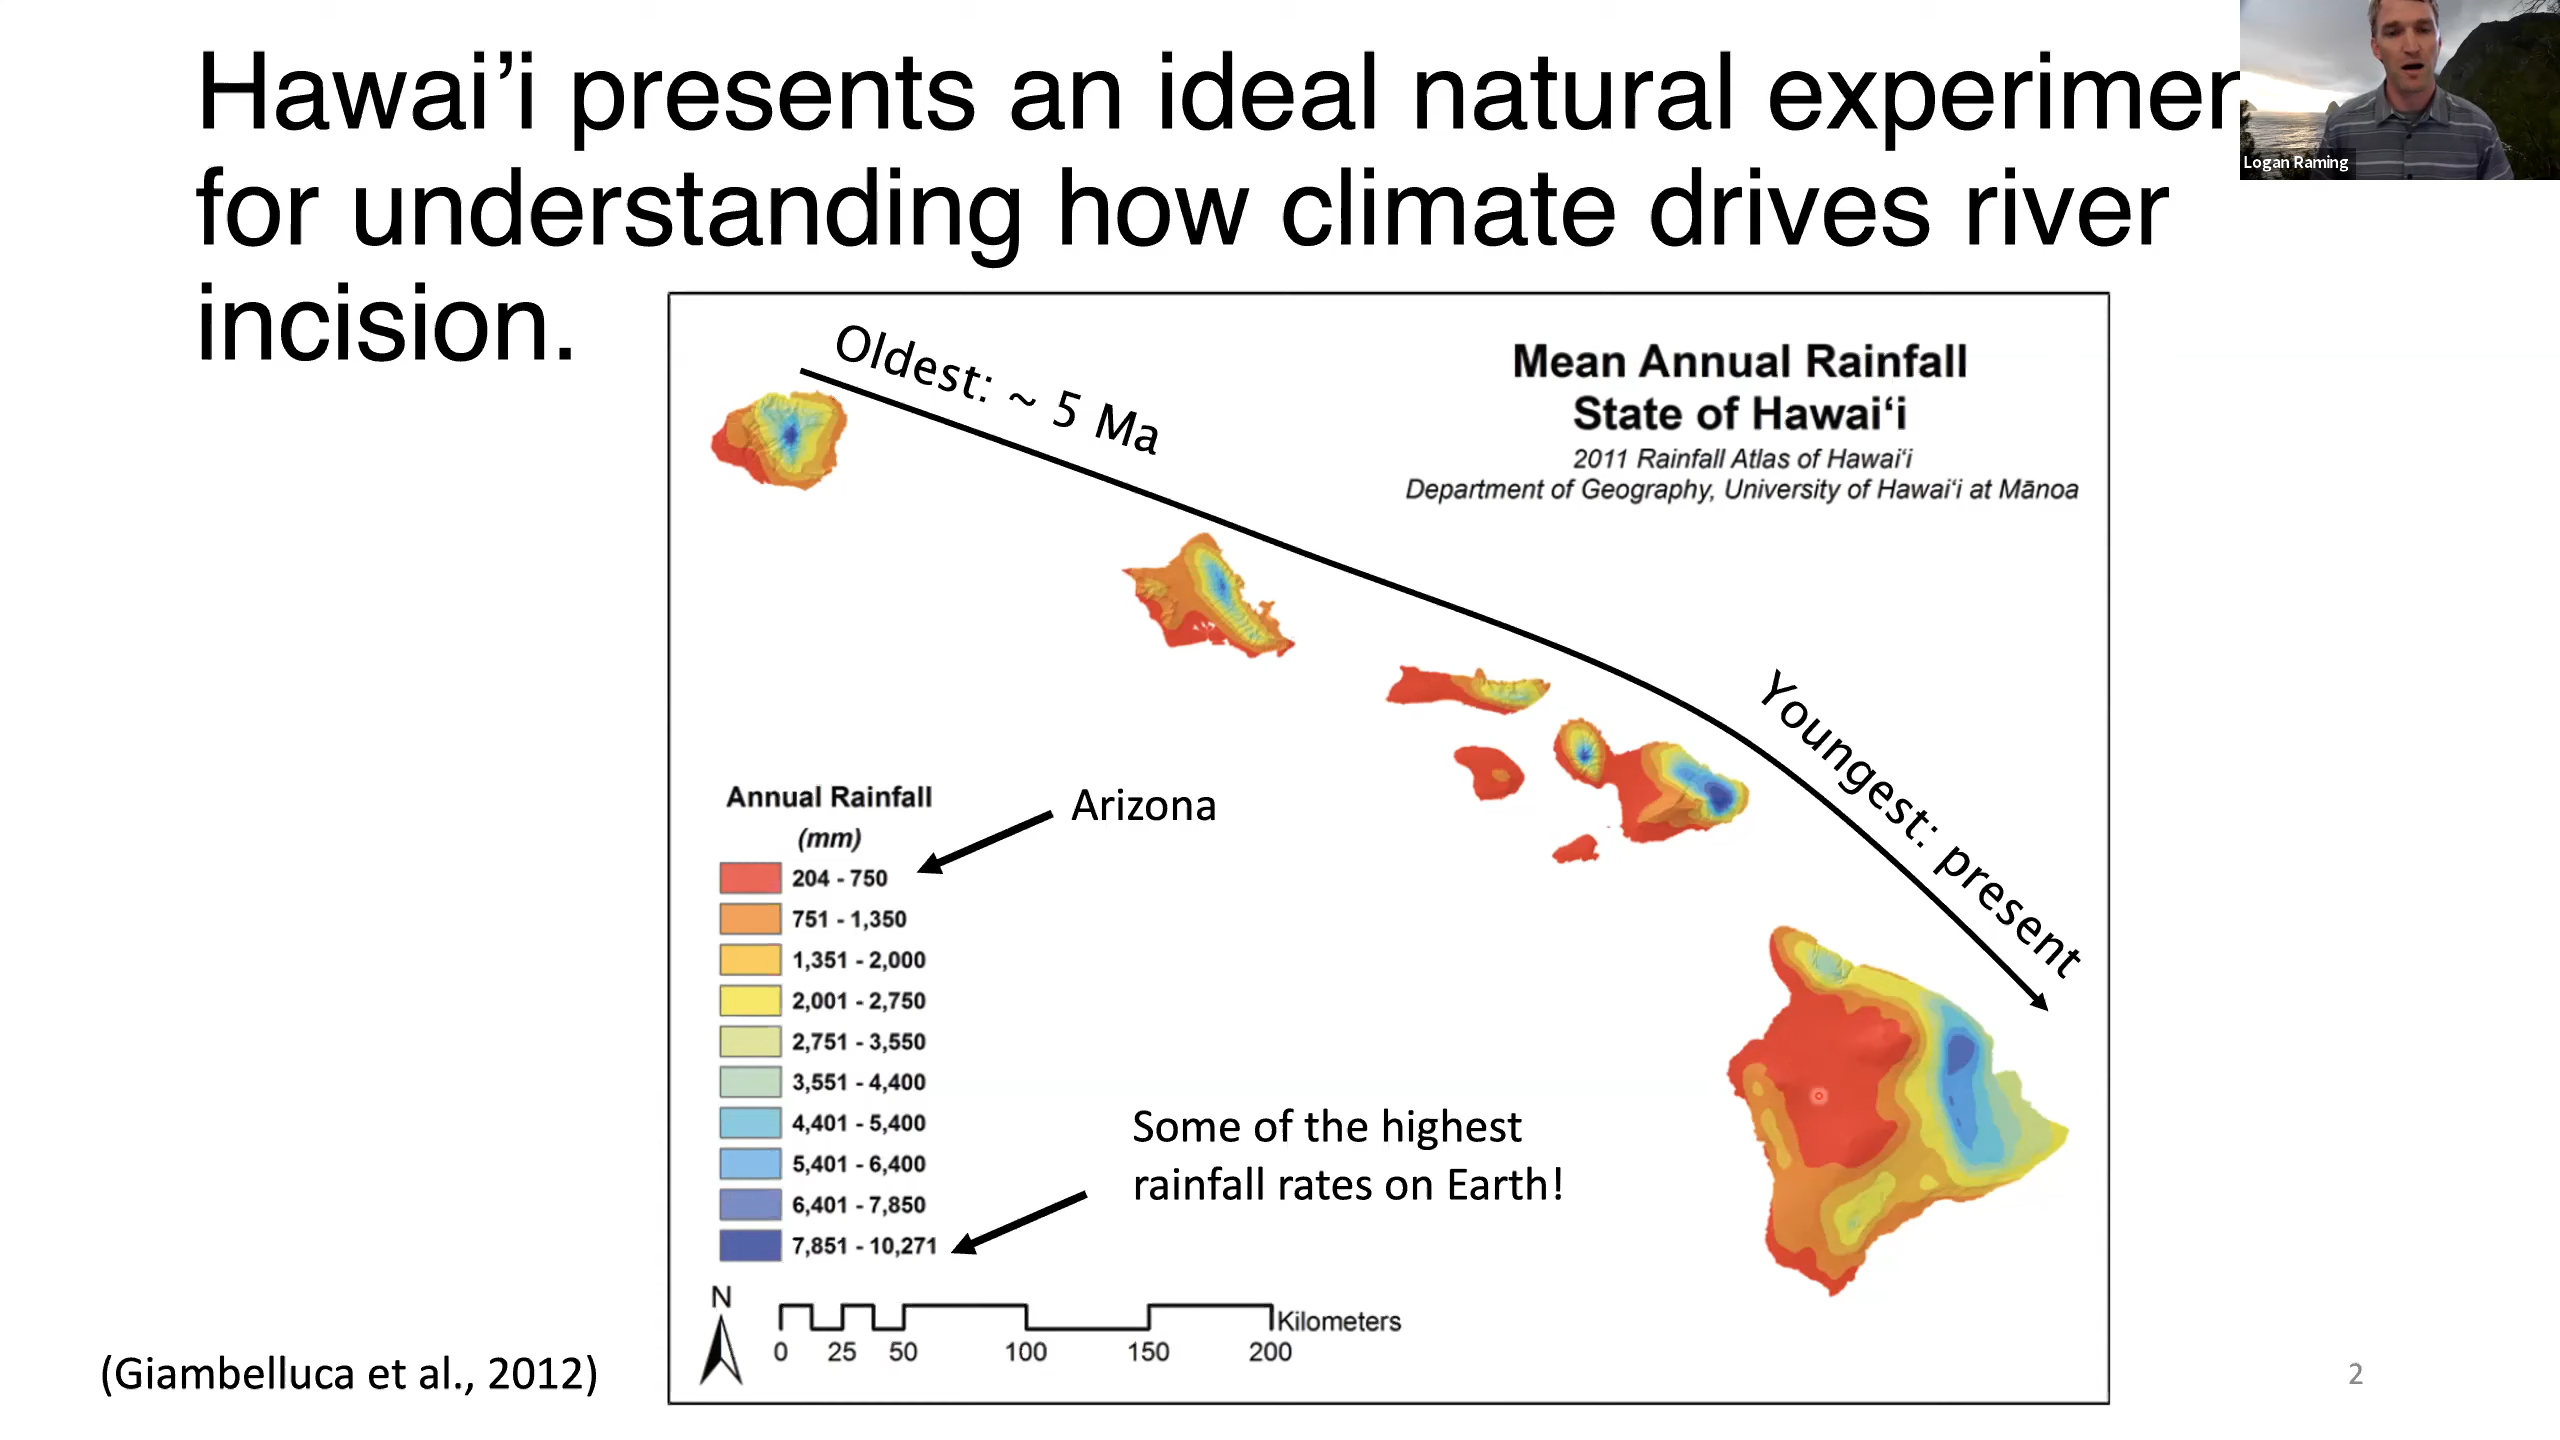 Hawai’i presents an ideal natural experimen
for understanding how climate drives river
incision.
Logan Raming
Oldest: ~ 5 Ma
Mean Annual Rainfall
State of Hawai‘i
2011 Rainfall Atlas of Hawai‘i
Department of Geography, University of Hawai‘i at Mānoa
Youngest: present
Annual Rainfall
(mm)
Arizona
204 - 750
751 - 1,350
1,351 - 2,000
2,001 - 2,750
2,751 - 3,550
3,551 - 4,400
4,401 - 5,400
5,401 - 6,400
6,401 - 7,850
7,851 - 10,271
Some of the highest
rainfall rates on Earth!
N
Kilometers
0 25 50 100 150 200
(Giambelluca et al., 2012)
2